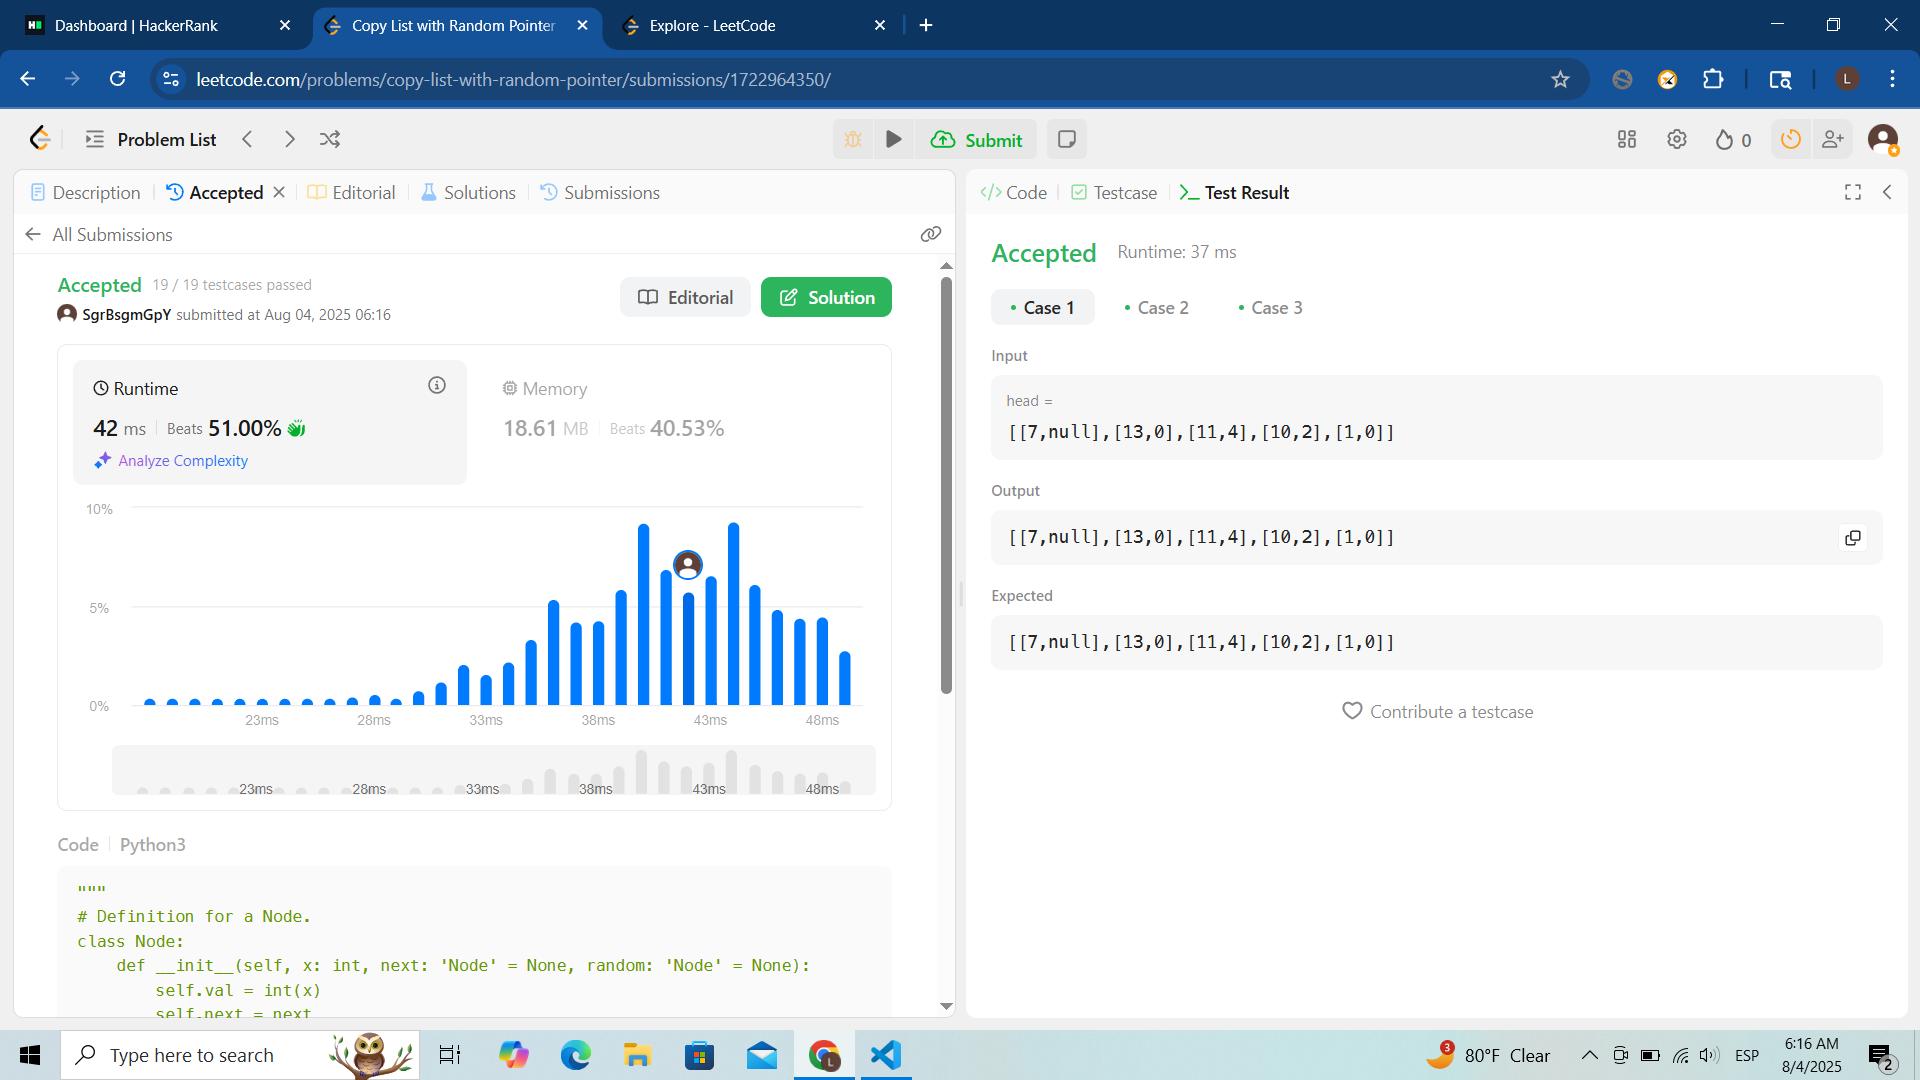 Dashboard | HackerRank
Copy List with Random Pointer
Explore - LeetCode
leetcode.com/problems/copy-list-with-random-pointer/submissions/1722964350/
L
Problem List
Submit
0
Description
Accepted
Editorial
Solutions
Submissions
All Submissions
Accepted 19 / 19 testcases passed
SgrBsgmGpY submitted at Aug 04, 2025 06:16
Editorial
Solution
Runtime
42 ms | Beats 51.00%
Analyze Complexity
Memory
18.61 MB | Beats 40.53%
10%
5%
0%
23ms 28ms 33ms 38ms 43ms 48ms
23ms 28ms 33ms 38ms 43ms 48ms
Code | Python3
"""
# Definition for a Node.
class Node:
    def __init__(self, x: int, next: 'Node' = None, random: 'Node' = None):
        self.val = int(x)
        self.next = next
</> Code
Testcase
>_ Test Result
Accepted Runtime: 37 ms
Case 1
Case 2
Case 3
Input
head =
[[7,null],[13,0],[11,4],[10,2],[1,0]]
Output
[[7,null],[13,0],[11,4],[10,2],[1,0]]
Expected
[[7,null],[13,0],[11,4],[10,2],[1,0]]
Contribute a testcase
Type here to search
L
3
80°F Clear
ESP
6:16 AM
8/4/2025
2